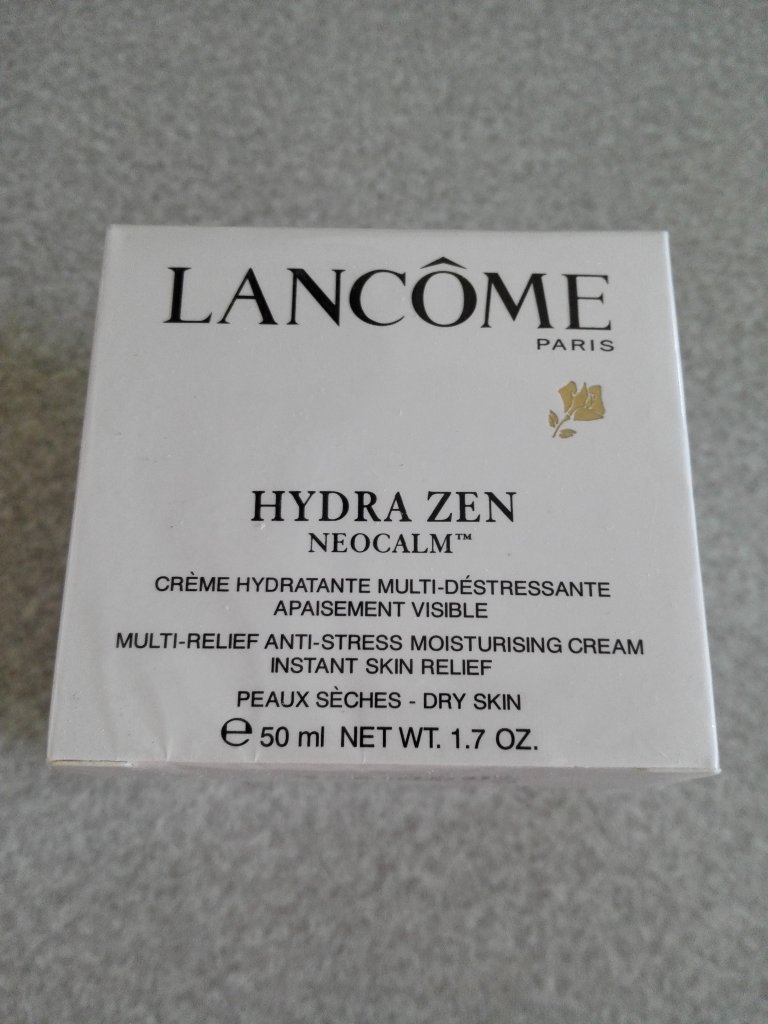 LANCÔME
PARIS
HYDRA ZEN
NEOCALM™
CRÈME HYDRATANTE MULTI-DÉSTRESSANTE
APAISEMENT VISIBLE
MULTI-RELIEF ANTI-STRESS MOISTURISING CREAM
INSTANT SKIN RELIEF
PEAUX SÈCHES - DRY SKIN
℮ 50 ml NET WT. 1.7 OZ.